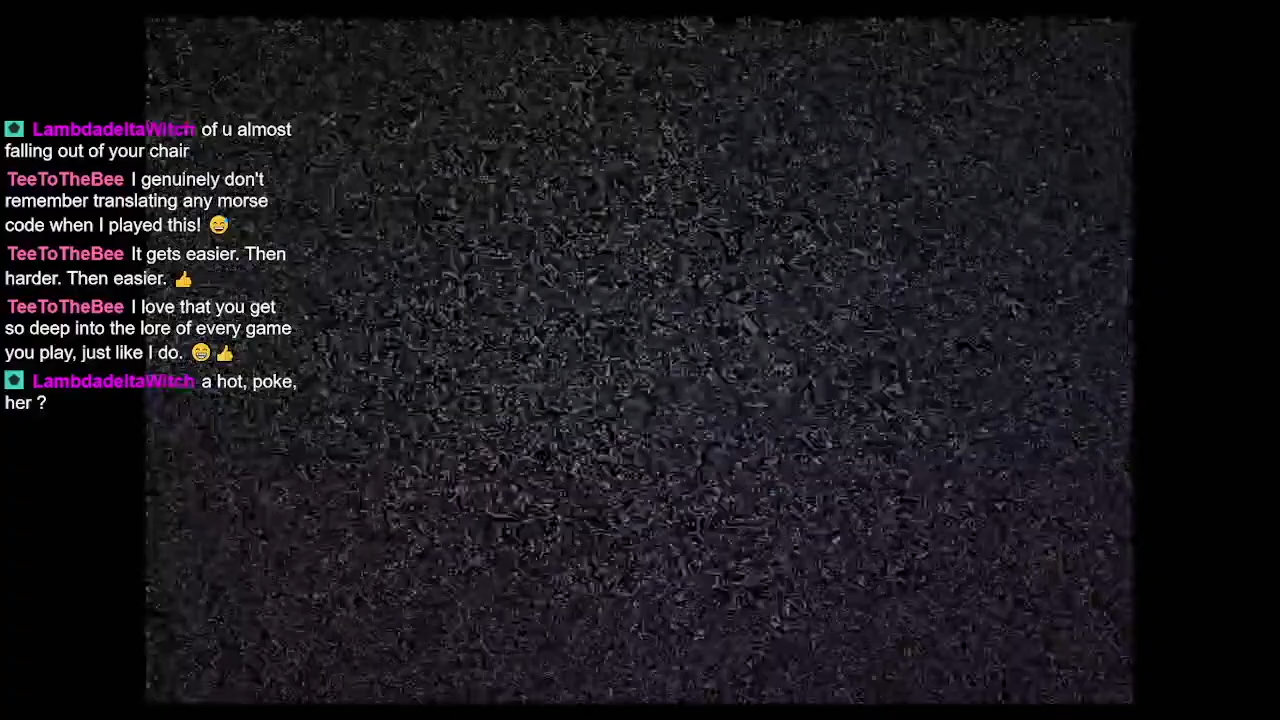 LambdadeltaWitch of u almost
falling out of your chair
TeeToTheBee I genuinely don't
remember translating any morse
code when I played this! 😅
TeeToTheBee It gets easier. Then
harder. Then easier. 👍
TeeToTheBee I love that you get
so deep into the lore of every game
you play, just like I do. 😁👍
LambdadeltaWitch a hot, poke,
her ?